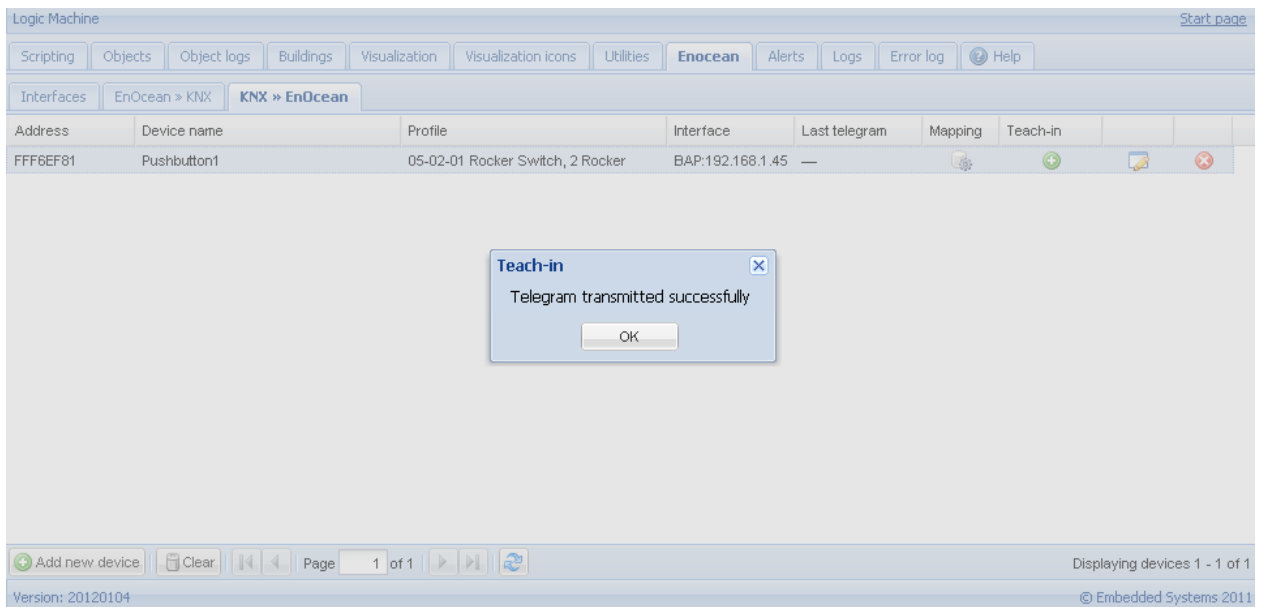 Logic Machine Start page
Scripting Objects Object logs Buildings Visualization Visualization icons Utilities Enocean Alerts Logs Error log Help
Interfaces EnOcean » KNX KNX » EnOcean
Address Device name Profile Interface Last telegram Mapping Teach-in
FFF6EF81 Pushbutton1 05-02-01 Rocker Switch, 2 Rocker BAP:192.168.1.45 —
Teach-in
Telegram transmitted successfully
OK
Add new device Clear Page 1 of 1 Displaying devices 1 - 1 of 1
Version: 20120104 © Embedded Systems 2011